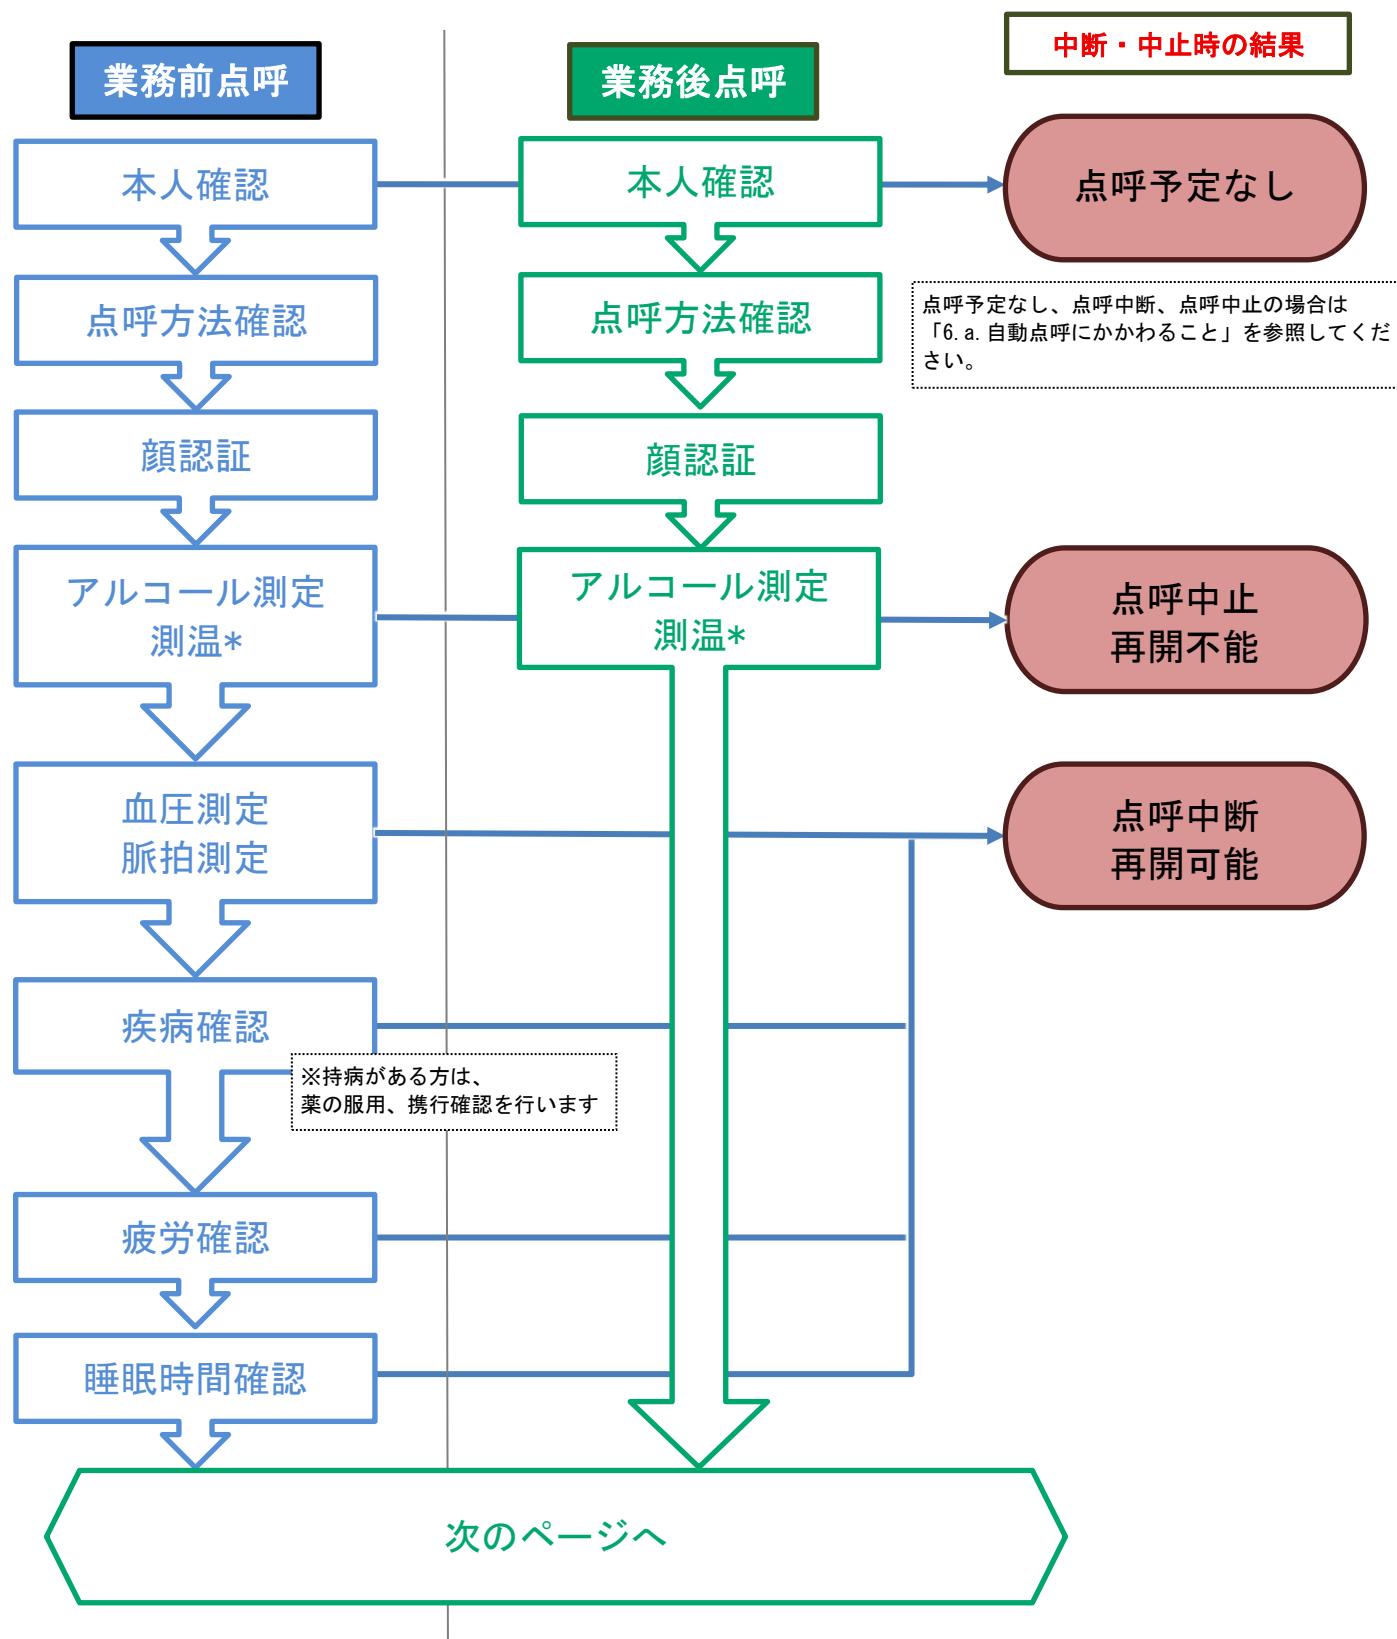 業務前点呼
業務後点呼
中断・中止時の結果
本人確認
本人確認
点呼予定なし
点呼方法確認
点呼方法確認
点呼予定なし、点呼中断、点呼中止の場合は
「6.a.自動点呼にかかわること」を参照してくだ
さい。
顔認証
顔認証
アルコール測定
測温*
アルコール測定
測温*
点呼中止
再開不能
血圧測定
脈拍測定
点呼中断
再開可能
疾病確認
※持病がある方は、
薬の服用、携行確認を行います
疲労確認
睡眠時間確認
次のページへ